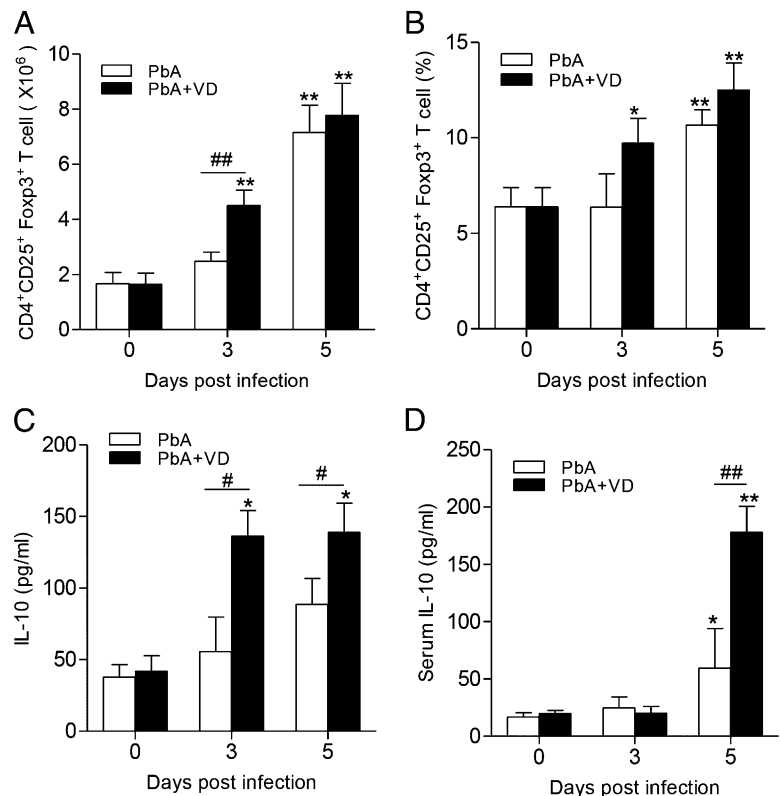 A
CD4⁺CD25⁺ Foxp3⁺ T cell ( X10⁶ )
10
8
6
4
2
0
PbA
PbA+VD
##
**
**
**
0
3
5
Days post infection
B
CD4⁺CD25⁺ Foxp3⁺ T cell (%)
15
10
5
0
PbA
PbA+VD
*
**
**
0
3
5
Days post infection
C
IL-10 (pg/ml)
200
150
100
50
0
PbA
PbA+VD
#
*
#
*
0
3
5
Days post infection
D
Serum IL-10 (pg/ml)
250
200
150
100
50
0
PbA
PbA+VD
##
*
**
0
3
5
Days post infection